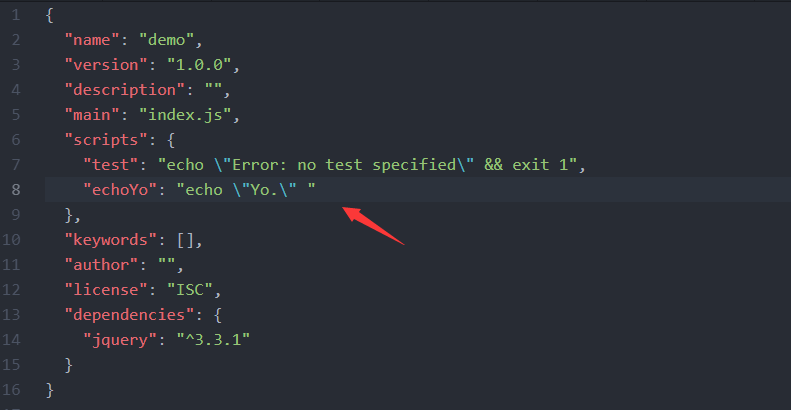 1 {
2 "name": "demo",
3 "version": "1.0.0",
4 "description": "",
5 "main": "index.js",
6 "scripts": {
7 "test": "echo \"Error: no test specified\" && exit 1",
8 "echoYo": "echo \"Yo.\" "
9 },
10 "keywords": [],
11 "author": "",
12 "license": "ISC",
13 "dependencies": {
14 "jquery": "^3.3.1"
15 }
16 }